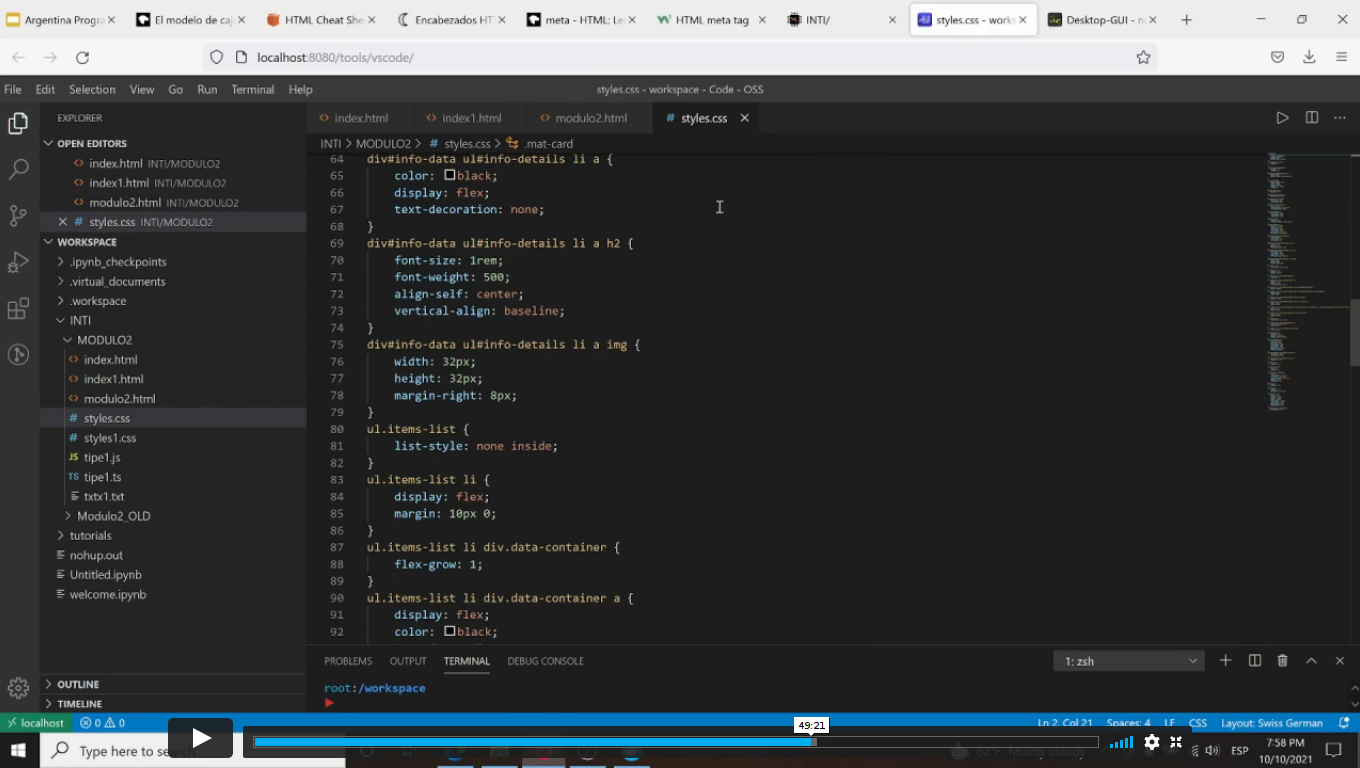 Argentina Progra
El modelo de caj
HTML Cheat She
Encabezados HT
meta - HTML: Le
HTML meta tag
INTI/
styles.css - works
Desktop-GUI - n
localhost:8080/tools/vscode/
File Edit Selection View Go Run Terminal Help
styles.css - workspace - Code - OSS
EXPLORER
OPEN EDITORS
index.html INTI/MODULO2
index1.html INTI/MODULO2
modulo2.html INTI/MODULO2
# styles.css INTI/MODULO2
WORKSPACE
.ipynb_checkpoints
.virtual_documents
.workspace
INTI
MODULO2
index.html
index1.html
modulo2.html
# styles.css
# styles1.css
JS tipe1.js
TS tipe1.ts
txtx1.txt
Modulo2_OLD
tutorials
nohup.out
Untitled.ipynb
welcome.ipynb
OUTLINE
TIMELINE
index.html
index1.html
modulo2.html
# styles.css
INTI > MODULO2 > # styles.css > .mat-card
64 div#info-data ul#info-details li a {
65 color: black;
66 display: flex;
67 text-decoration: none;
68 }
69 div#info-data ul#info-details li a h2 {
70 font-size: 1rem;
71 font-weight: 500;
72 align-self: center;
73 vertical-align: baseline;
74 }
75 div#info-data ul#info-details li a img {
76 width: 32px;
77 height: 32px;
78 margin-right: 8px;
79 }
80 ul.items-list {
81 list-style: none inside;
82 }
83 ul.items-list li {
84 display: flex;
85 margin: 10px 0;
86 }
87 ul.items-list li div.data-container {
88 flex-grow: 1;
89 }
90 ul.items-list li div.data-container a {
91 display: flex;
92 color: black;
PROBLEMS OUTPUT TERMINAL DEBUG CONSOLE
1: zsh
root:/workspace
localhost
0 0
Ln 2, Col 21 Spaces: 4 LF CSS Layout: Swiss German
49:21
Type here to search
62°F Mostly cloudy
ESP
7:58 PM
10/10/2021